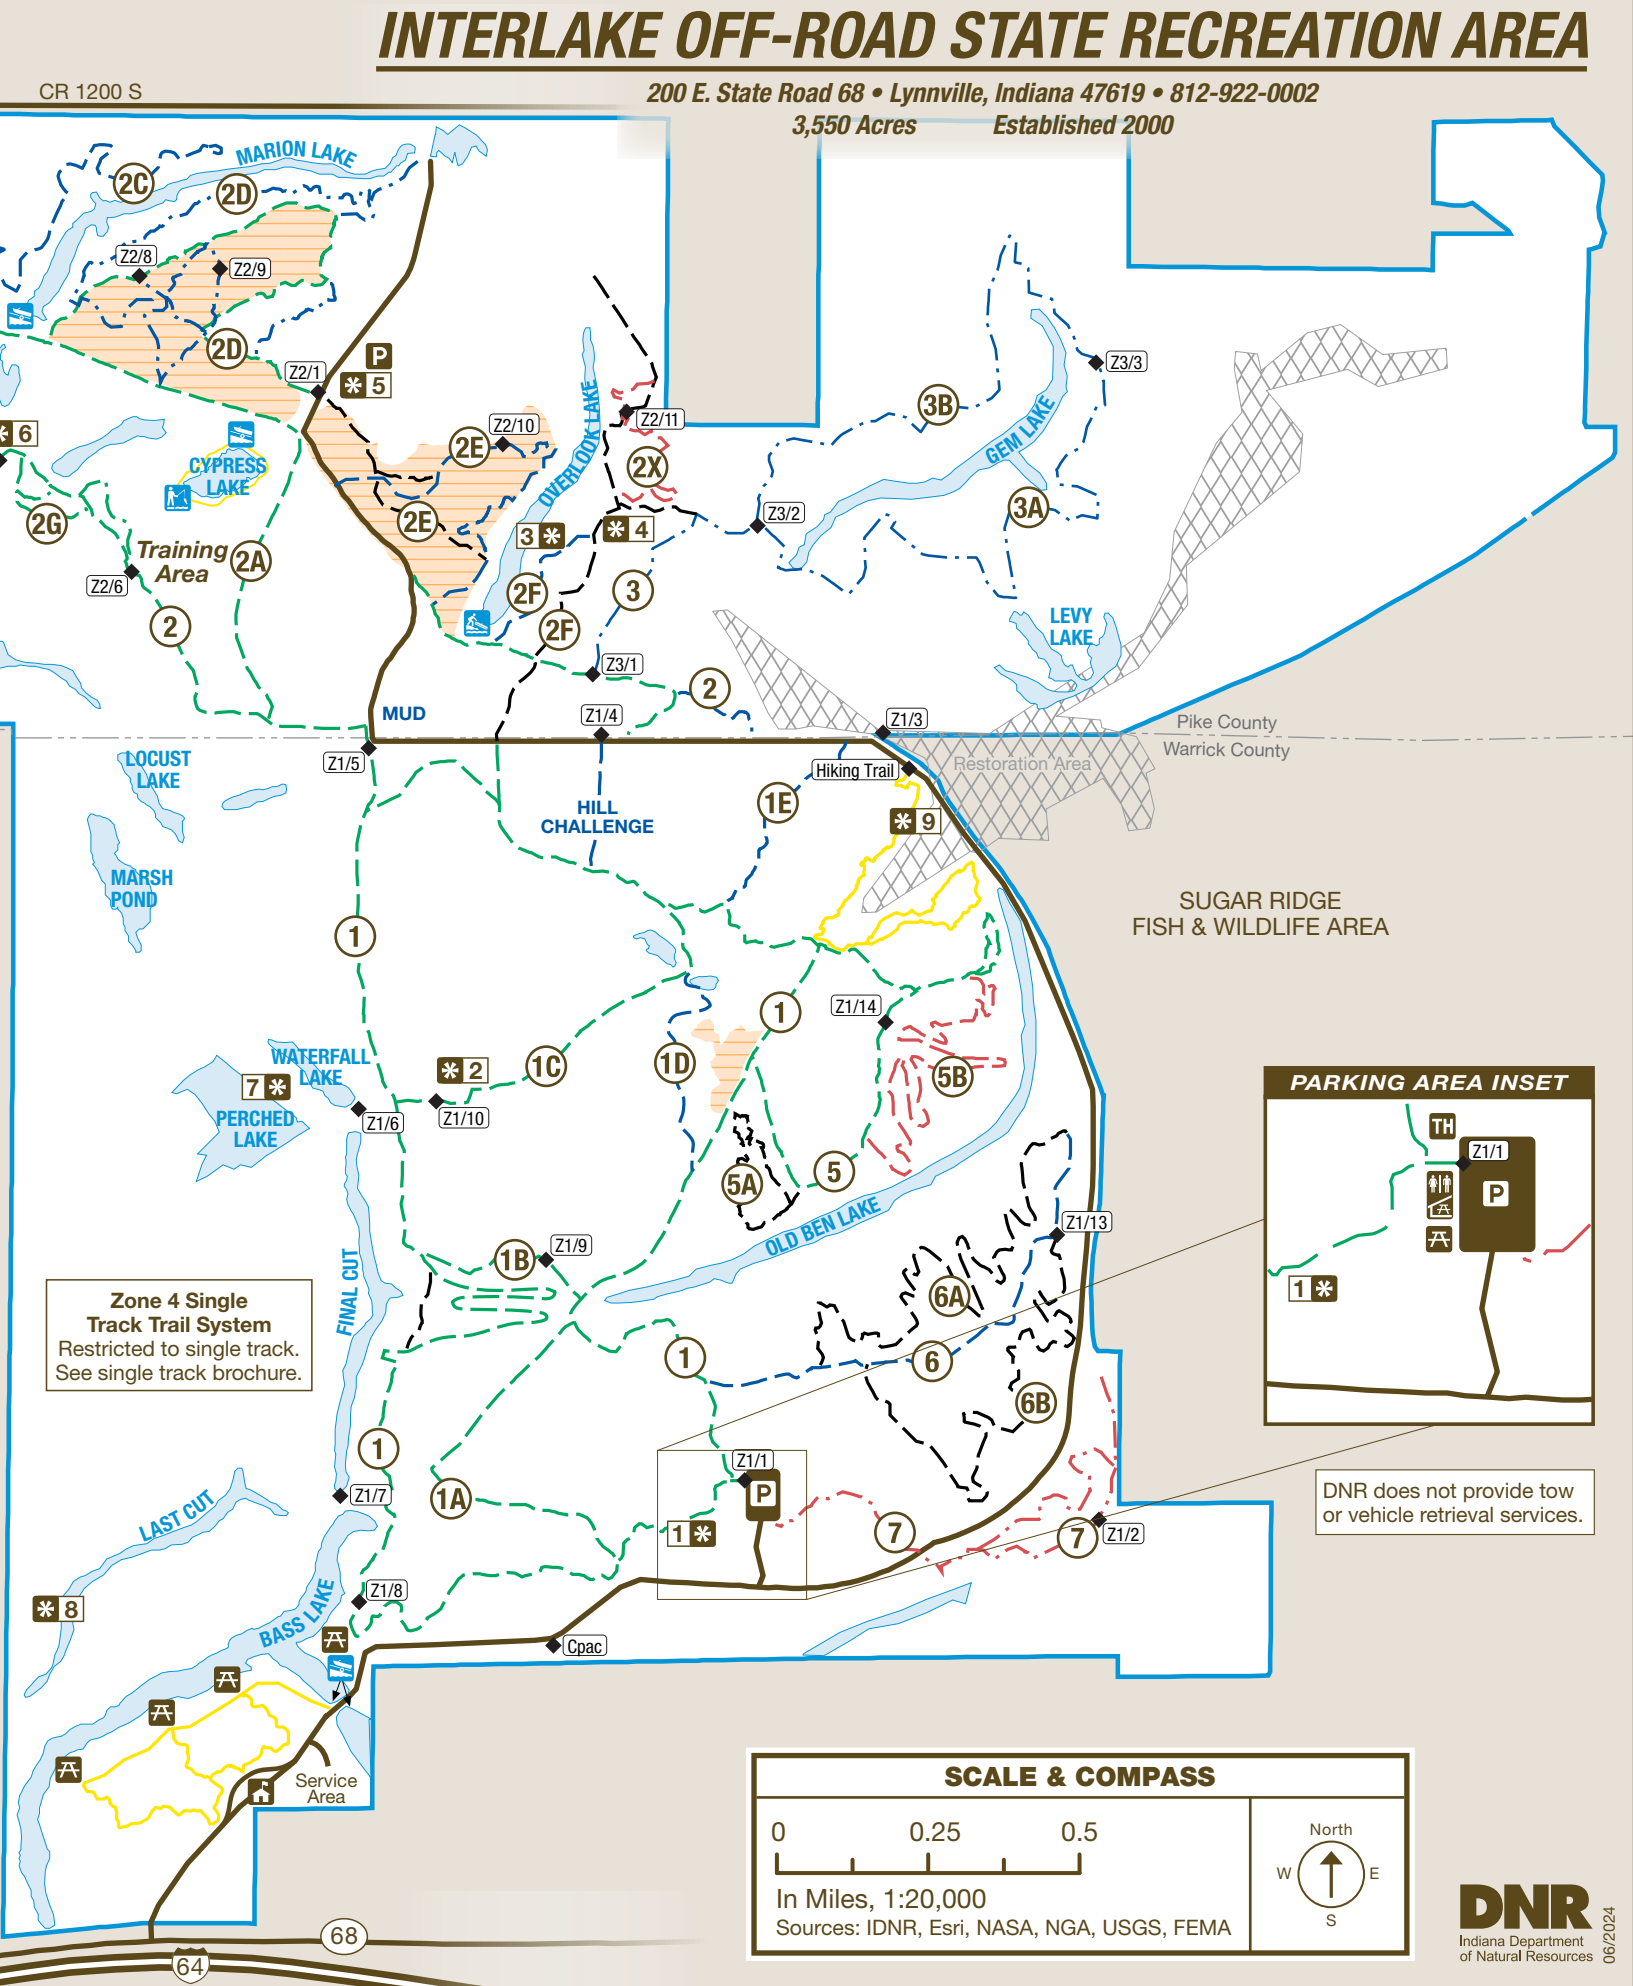 INTERLAKE OFF-ROAD STATE RECREATION AREA
CR 1200 S
200 E. State Road 68 • Lynnville, Indiana 47619 • 812-922-0002
3,550 Acres Established 2000
MARION LAKE
2C
2D
Z2/8
Z2/9
2D
Z2/1
P
5
6
CYPRESS
LAKE
2G
Training
Area
2A
Z2/6
2
2E
Z2/10
2E
OVERLOOK LAKE
Z2/11
2X
3
4
2F
2F
3
Z3/1
2
Z3/2
3B
Z3/3
GEM LAKE
3A
LEVY
LAKE
MUD
Z1/4
Z1/3
Pike County
Warrick County
Z1/5
Hiking Trail
Restoration Area
LOCUST
LAKE
HILL
CHALLENGE
1E
9
MARSH
POND
1
SUGAR RIDGE
FISH & WILDLIFE AREA
1
Z1/14
WATERFALL
LAKE
7
PERCHED
LAKE
Z1/6
2
Z1/10
1C
1D
5B
5A
5
OLD BEN LAKE
PARKING AREA INSET
TH
Z1/1
P
1
Z1/13
FINAL CUT
1B
Z1/9
6A
Zone 4 Single
Track Trail System
Restricted to single track.
See single track brochure.
1
6
6B
1
Z1/7
1A
Z1/1
P
1
7
7
Z1/2
DNR does not provide tow
or vehicle retrieval services.
LAST CUT
8
BASS LAKE
Z1/8
Cpac
Service
Area
68
64
SCALE & COMPASS
0 0.25 0.5
In Miles, 1:20,000
Sources: IDNR, Esri, NASA, NGA, USGS, FEMA
North
W E
S
DNR
Indiana Department
of Natural Resources
06/2024